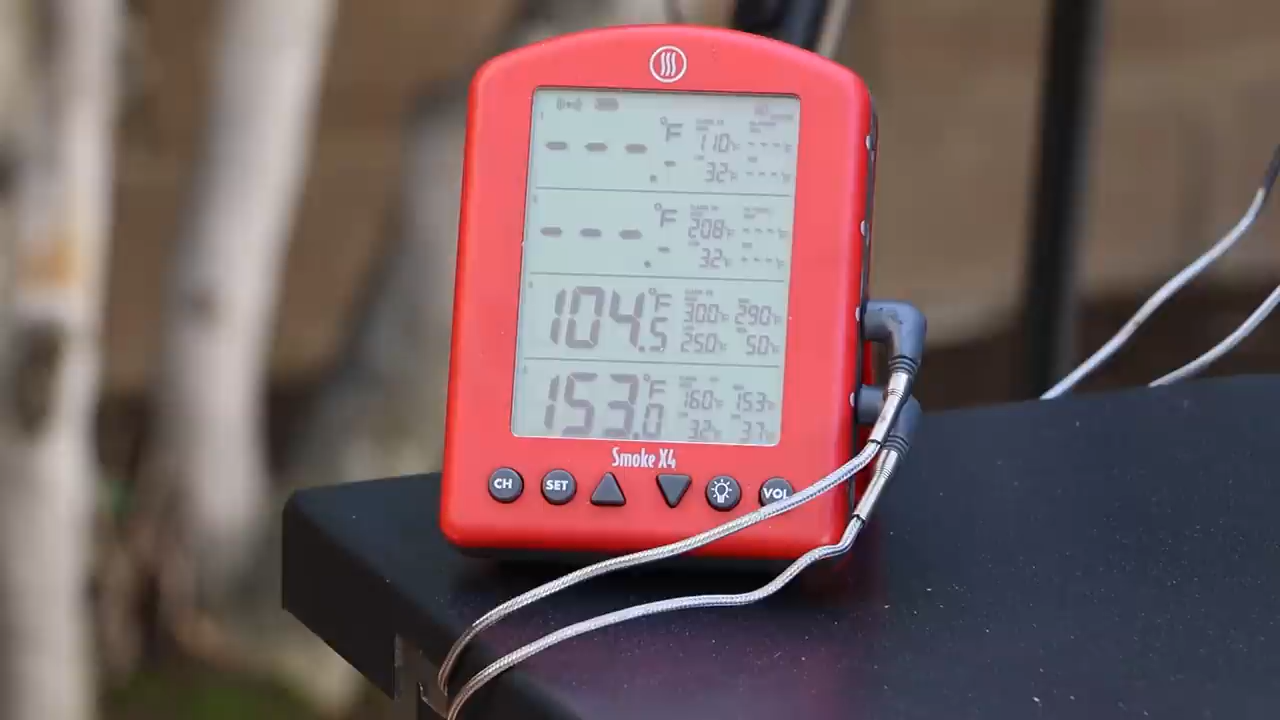 - - - . - °F 110°F - - - °F
32°F - - - °F
- - - . - °F 208°F - - - °F
32°F - - - °F
104.5 °F 300°F 290°F
250°F 50°F
153.0 °F 160°F 153°F
32°F 37°F
Smoke X4
CH SET VOL